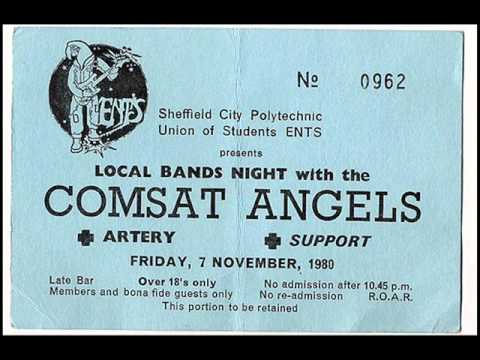 No 0962
ENTS
Sheffield City Polytechnic
Union of Students ENTS
presents
LOCAL BANDS NIGHT with the
COMSAT ANGELS
✚ ARTERY ✚ SUPPORT
FRIDAY, 7 NOVEMBER, 1980
Late Bar Over 18's only No admission after 10.45 p.m.
Members and bona fide guests only No re-admission R.O.A.R.
This portion to be retained